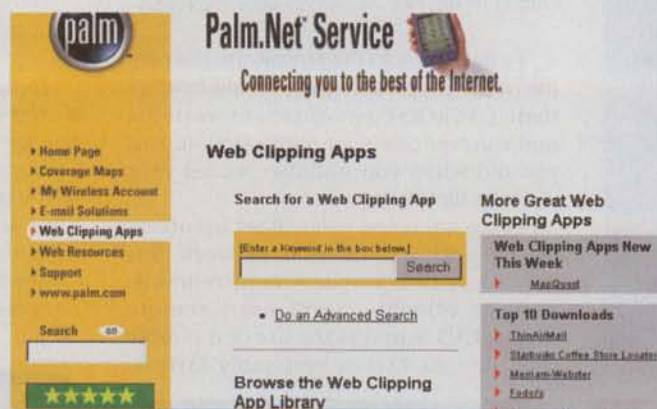 palm
Palm.Net Service
Connecting you to the best of the Internet.
Home Page
Coverage Maps
My Wireless Account
E-mail Solutions
Web Clipping Apps
Web Resources
Support
www.palm.com
Search go
Web Clipping Apps
Search for a Web Clipping App
[Enter a Keyword in the box below.]
Search
Do an Advanced Search
Browse the Web Clipping
App Library
More Great Web
Clipping Apps
Web Clipping Apps New
This Week
MapQuest
Top 10 Downloads
ThinAirMail
Starbucks Coffee Store Locator
Merriam-Webster
Fodor's